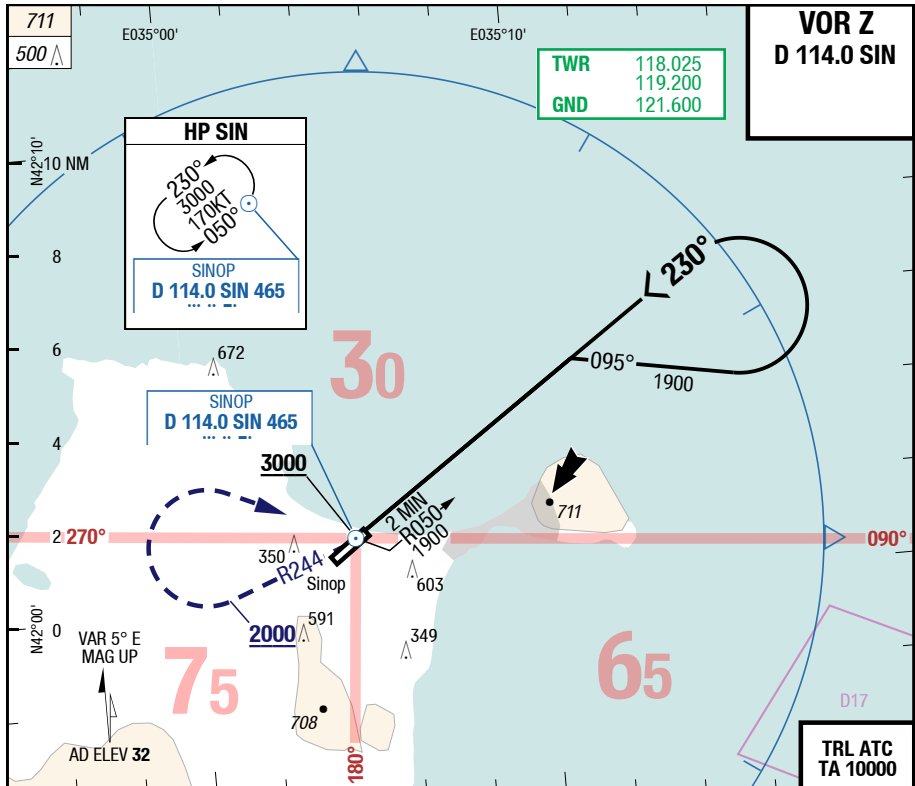 711
500
E035°00'
E035°10'
VOR Z
D 114.0 SIN
TWR 118.025
119.200
GND 121.600
HP SIN
230°
3000
170KT
050°
SINOP
D 114.0 SIN 465
N42°10'
10 NM
8
6
4
2
0
N42°00'
230°
095°
1900
672
30
SINOP
D 114.0 SIN 465
3000
2 MIN
R050
1900
711
270°
090°
350
R244
Sinop
603
2000
591
349
VAR 5° E
MAG UP
75
65
708
D17
AD ELEV 32
180°
TRL ATC
TA 10000